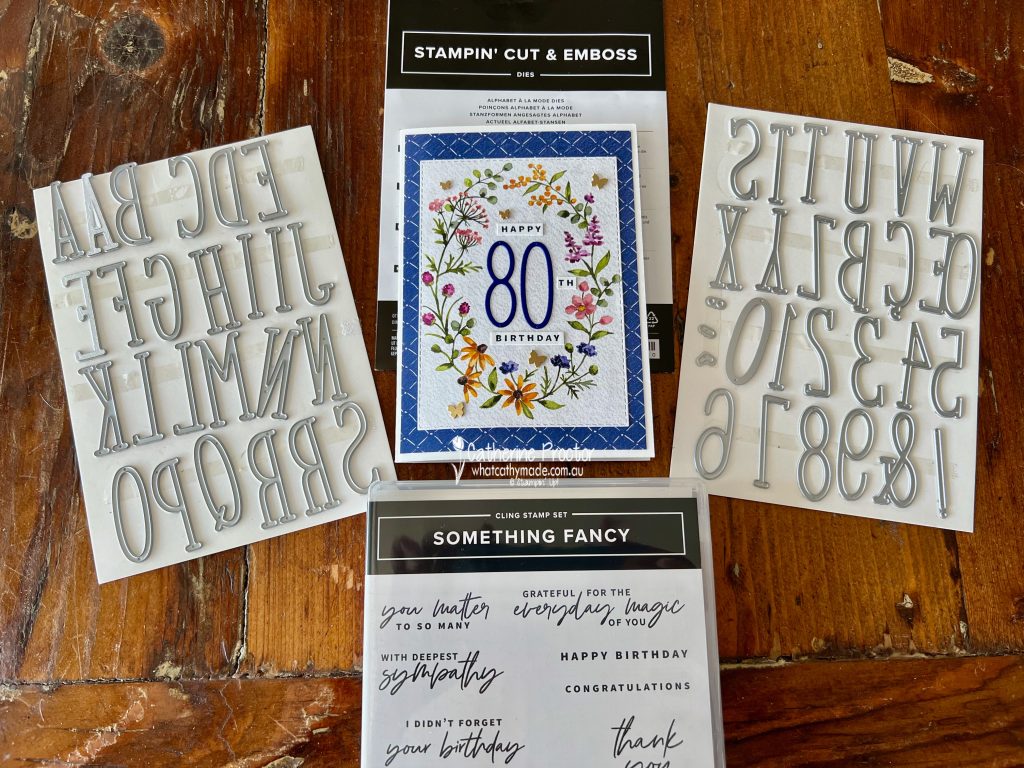 STAMPIN' CUT & EMBOSS
DIES
ALPHABET À LA MODE DIES
POINÇONS ALPHABET À LA MODE
STANZFORMEN ANGESAGTES ALPHABET
ACTUEEL ALFABET-STANSEN
HAPPY
80
TH
BIRTHDAY
Catherine Proctor
whatcathymade.com.au
© Stampin' Up!
CLING STAMP SET
SOMETHING FANCY
you matter
TO SO MANY
GRATEFUL FOR THE
everyday magic
OF YOU
WITH DEEPEST
sympathy
HAPPY BIRTHDAY
CONGRATULATIONS
I DIDN'T FORGET
your birthday
thank
you